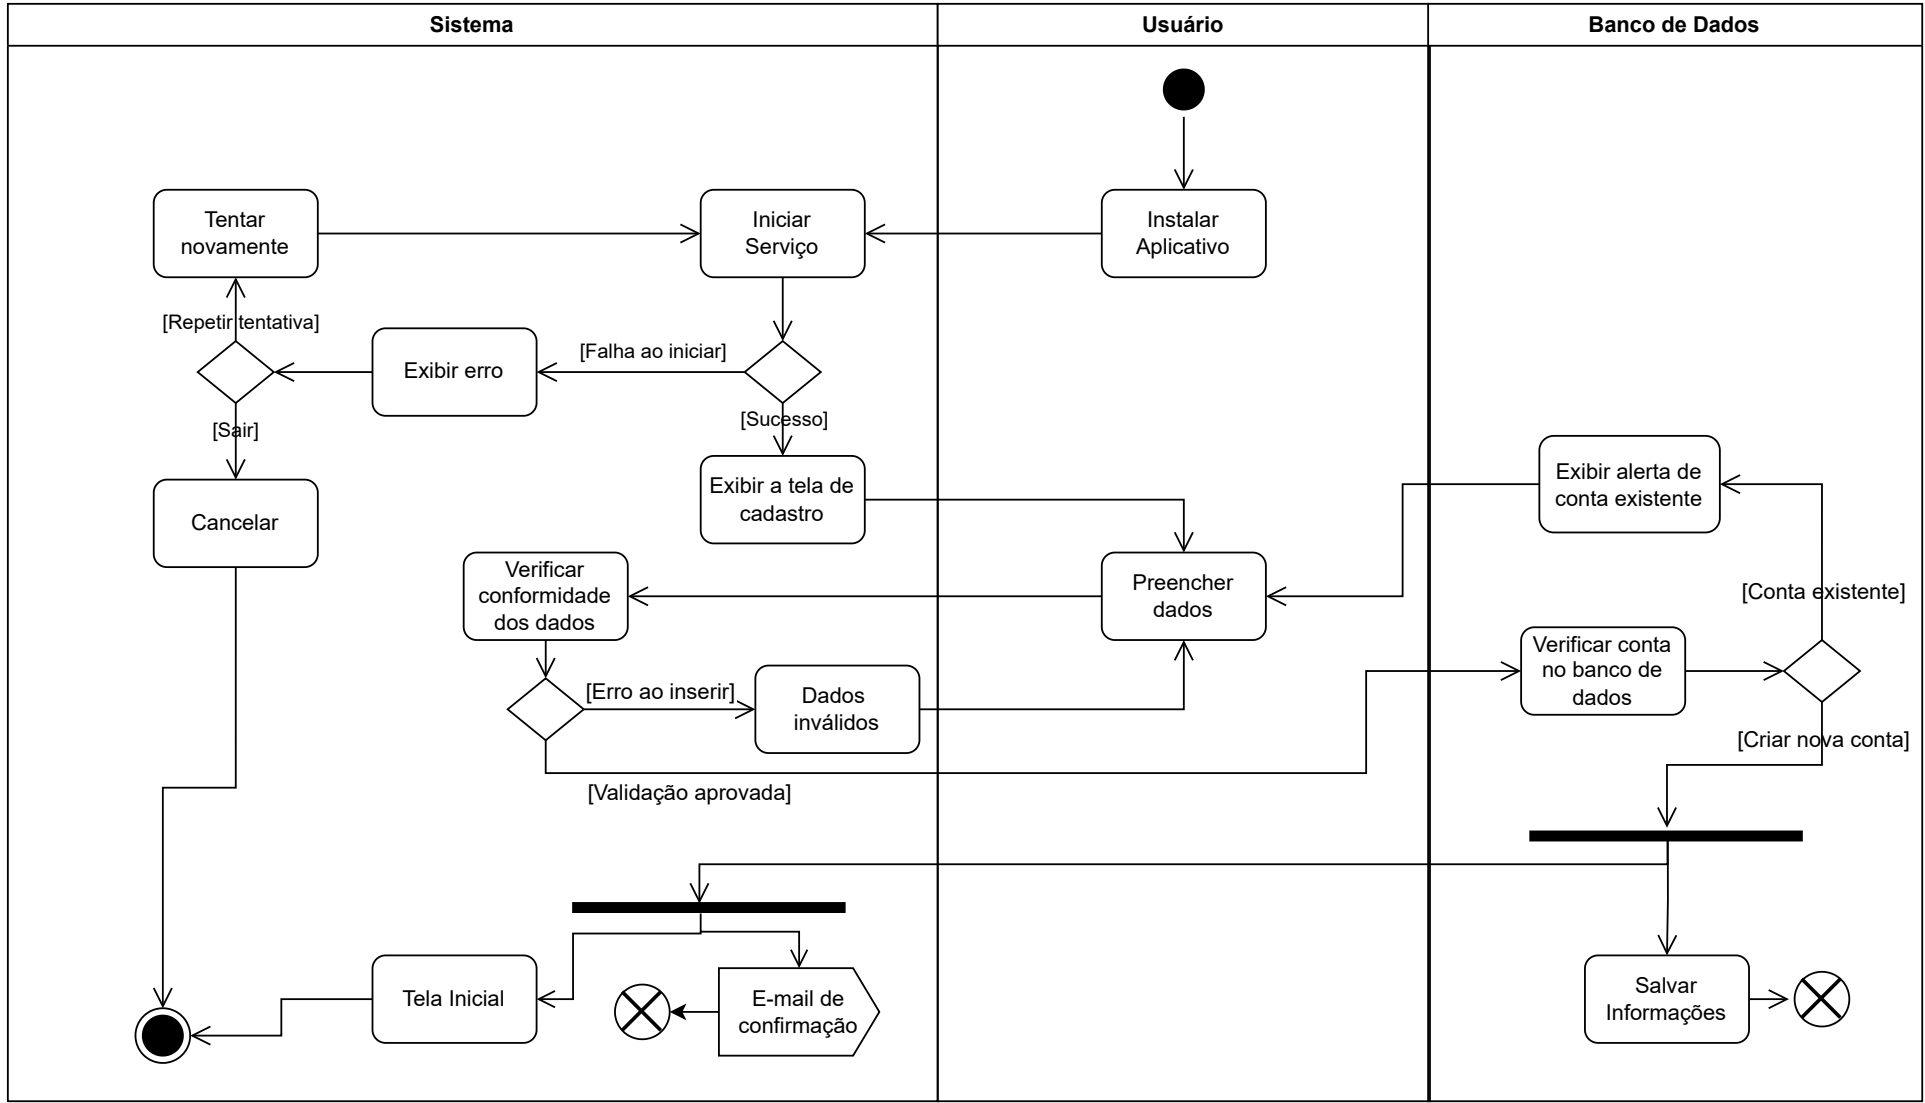 Sistema
Usuário
Banco de Dados
Tentar
novamente
Iniciar
Serviço
Instalar
Aplicativo
[Repetir tentativa]
Exibir erro
[Falha ao iniciar]
[Sair]
[Sucesso]
Cancelar
Exibir a tela de
cadastro
Exibir alerta de
conta existente
Verificar
conformidade
dos dados
Preencher
dados
[Conta existente]
Verificar conta
no banco de
dados
[Erro ao inserir]
Dados
inválidos
[Criar nova conta]
[Validação aprovada]
Tela Inicial
E-mail de
confirmação
Salvar
Informações